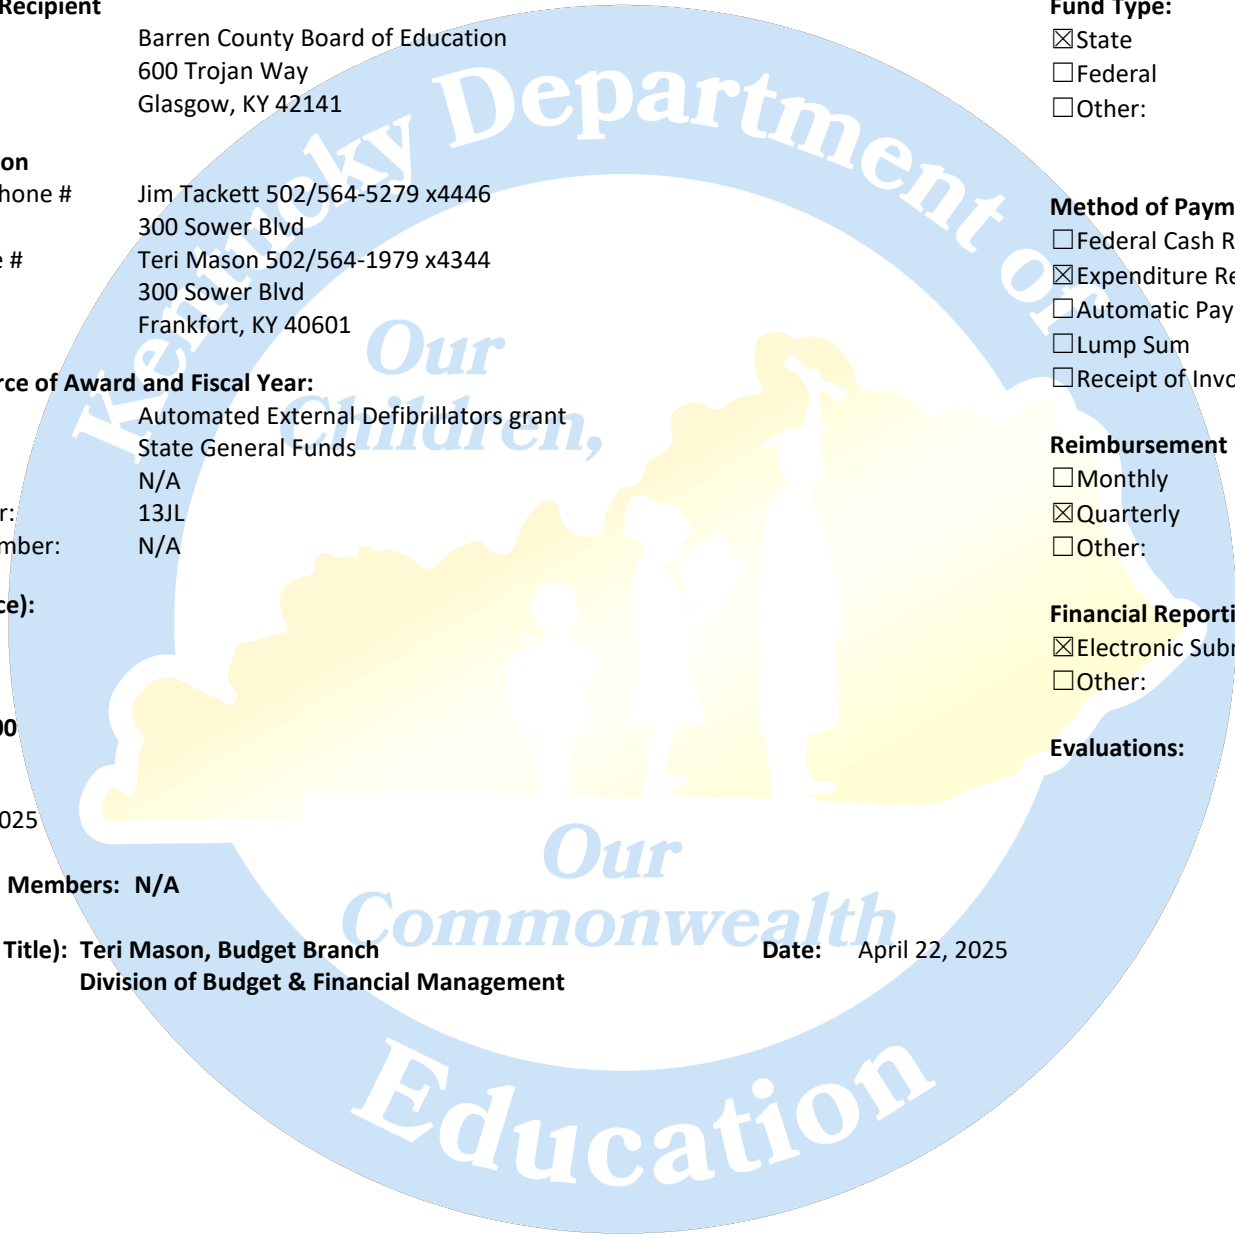 Recipient
Barren County Board of Education
600 Trojan Way
Glasgow, KY 42141
on
hone # Jim Tackett 502/564-5279 x4446
300 Sower Blvd
e # Teri Mason 502/564-1979 x4344
300 Sower Blvd
Frankfort, KY 40601
rce of Award and Fiscal Year:
Automated External Defibrillators grant
State General Funds
N/A
r: 13JL
mber: N/A
ce):
00
025
Members: N/A
Title): Teri Mason, Budget Branch
Division of Budget & Financial Management
Date: April 22, 2025
Fund Type:
☒State
☐Federal
☐Other:
Method of Paym
☐Federal Cash R
☒Expenditure Re
☐Automatic Pay
☐Lump Sum
☐Receipt of Invo
Reimbursement
☐Monthly
☒Quarterly
☐Other:
Financial Reporti
☒Electronic Subm
☐Other:
Evaluations:
Kentucky Department of
Education
Our
Children,
Our
Commonwealth